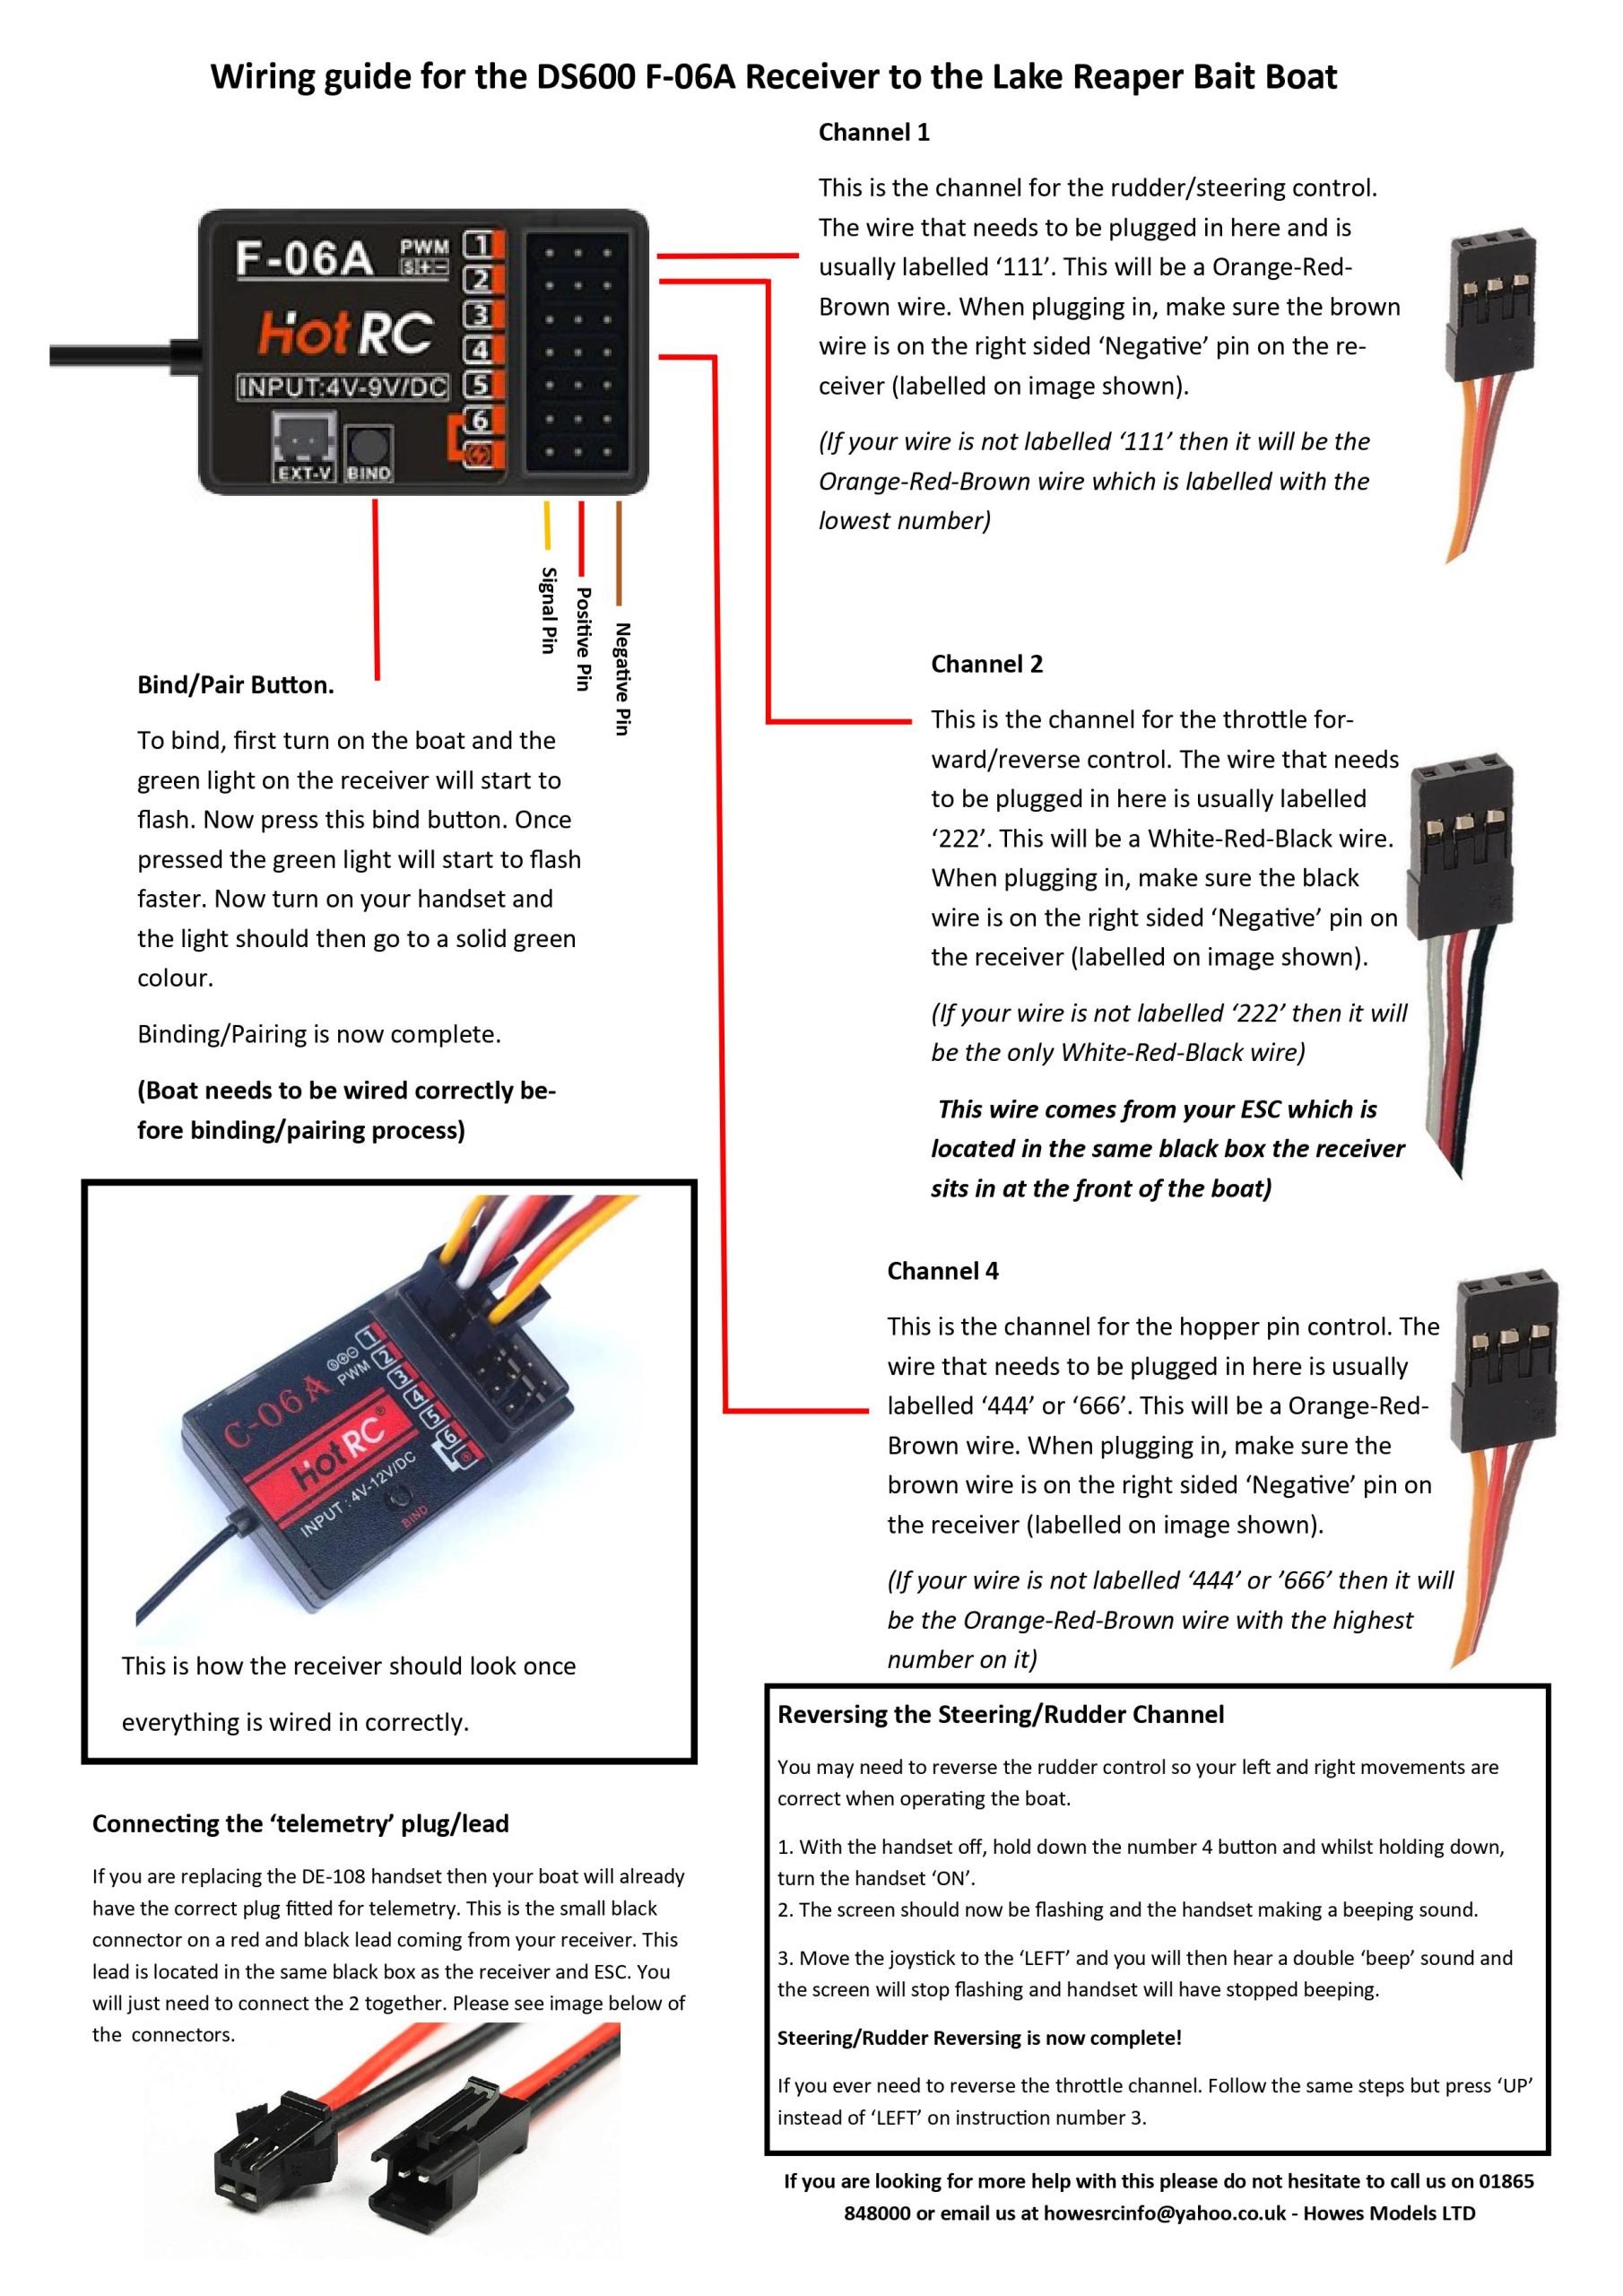 Wiring guide for the DS600 F-06A Receiver to the Lake Reaper Bait Boat
F-06A
PWM
S + −
Hot RC
INPUT:4V-9V/DC
EXT-V
BIND
1
2
3
4
5
6
Signal Pin
Positive Pin
Negative Pin
Channel 1
This is the channel for the rudder/steering control.
The wire that needs to be plugged in here and is
usually labelled ‘111’. This will be a Orange-Red-
Brown wire. When plugging in, make sure the brown
wire is on the right sided ‘Negative’ pin on the re-
ceiver (labelled on image shown).
(If your wire is not labelled ‘111’ then it will be the
Orange-Red-Brown wire which is labelled with the
lowest number)
Bind/Pair Button.
To bind, first turn on the boat and the
green light on the receiver will start to
flash. Now press this bind button. Once
pressed the green light will start to flash
faster. Now turn on your handset and
the light should then go to a solid green
colour.
Binding/Pairing is now complete.
(Boat needs to be wired correctly be-
fore binding/pairing process)
Channel 2
This is the channel for the throttle for-
ward/reverse control. The wire that needs
to be plugged in here is usually labelled
‘222’. This will be a White-Red-Black wire.
When plugging in, make sure the black
wire is on the right sided ‘Negative’ pin on
the receiver (labelled on image shown).
(If your wire is not labelled ‘222’ then it will
be the only White-Red-Black wire)
This wire comes from your ESC which is
located in the same black box the receiver
sits in at the front of the boat)
C-06A
S + −
PWM
HotRC®
INPUT : 4V-12V/DC
BIND
1
2
3
4
5
6
This is how the receiver should look once
everything is wired in correctly.
Channel 4
This is the channel for the hopper pin control. The
wire that needs to be plugged in here is usually
labelled ‘444’ or ‘666’. This will be a Orange-Red-
Brown wire. When plugging in, make sure the
brown wire is on the right sided ‘Negative’ pin on
the receiver (labelled on image shown).
(If your wire is not labelled ‘444’ or ’666’ then it will
be the Orange-Red-Brown wire with the highest
number on it)
Connecting the ‘telemetry’ plug/lead
If you are replacing the DE-108 handset then your boat will already
have the correct plug fitted for telemetry. This is the small black
connector on a red and black lead coming from your receiver. This
lead is located in the same black box as the receiver and ESC. You
will just need to connect the 2 together. Please see image below of
the connectors.
Reversing the Steering/Rudder Channel
You may need to reverse the rudder control so your left and right movements are
correct when operating the boat.
1. With the handset off, hold down the number 4 button and whilst holding down,
turn the handset ‘ON’.
2. The screen should now be flashing and the handset making a beeping sound.
3. Move the joystick to the ‘LEFT’ and you will then hear a double ‘beep’ sound and
the screen will stop flashing and handset will have stopped beeping.
Steering/Rudder Reversing is now complete!
If you ever need to reverse the throttle channel. Follow the same steps but press ‘UP’
instead of ‘LEFT’ on instruction number 3.
If you are looking for more help with this please do not hesitate to call us on 01865
848000 or email us at howesrcinfo@yahoo.co.uk - Howes Models LTD